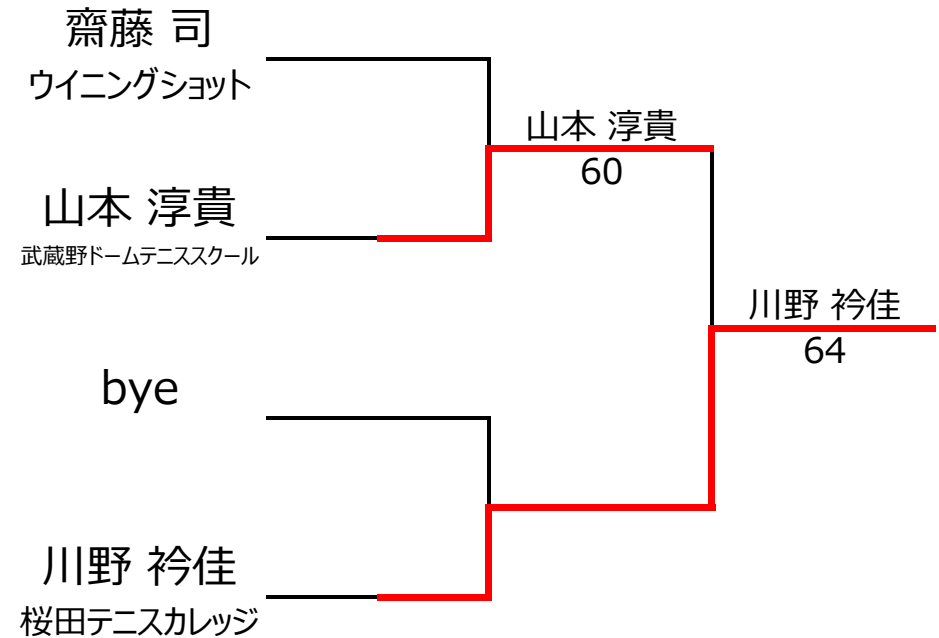 齋藤 司
ウイニングショット
山本 淳貴
60
山本 淳貴
武蔵野ドームテニススクール
川野 衿佳
64
bye
川野 衿佳
桜田テニスカレッジ